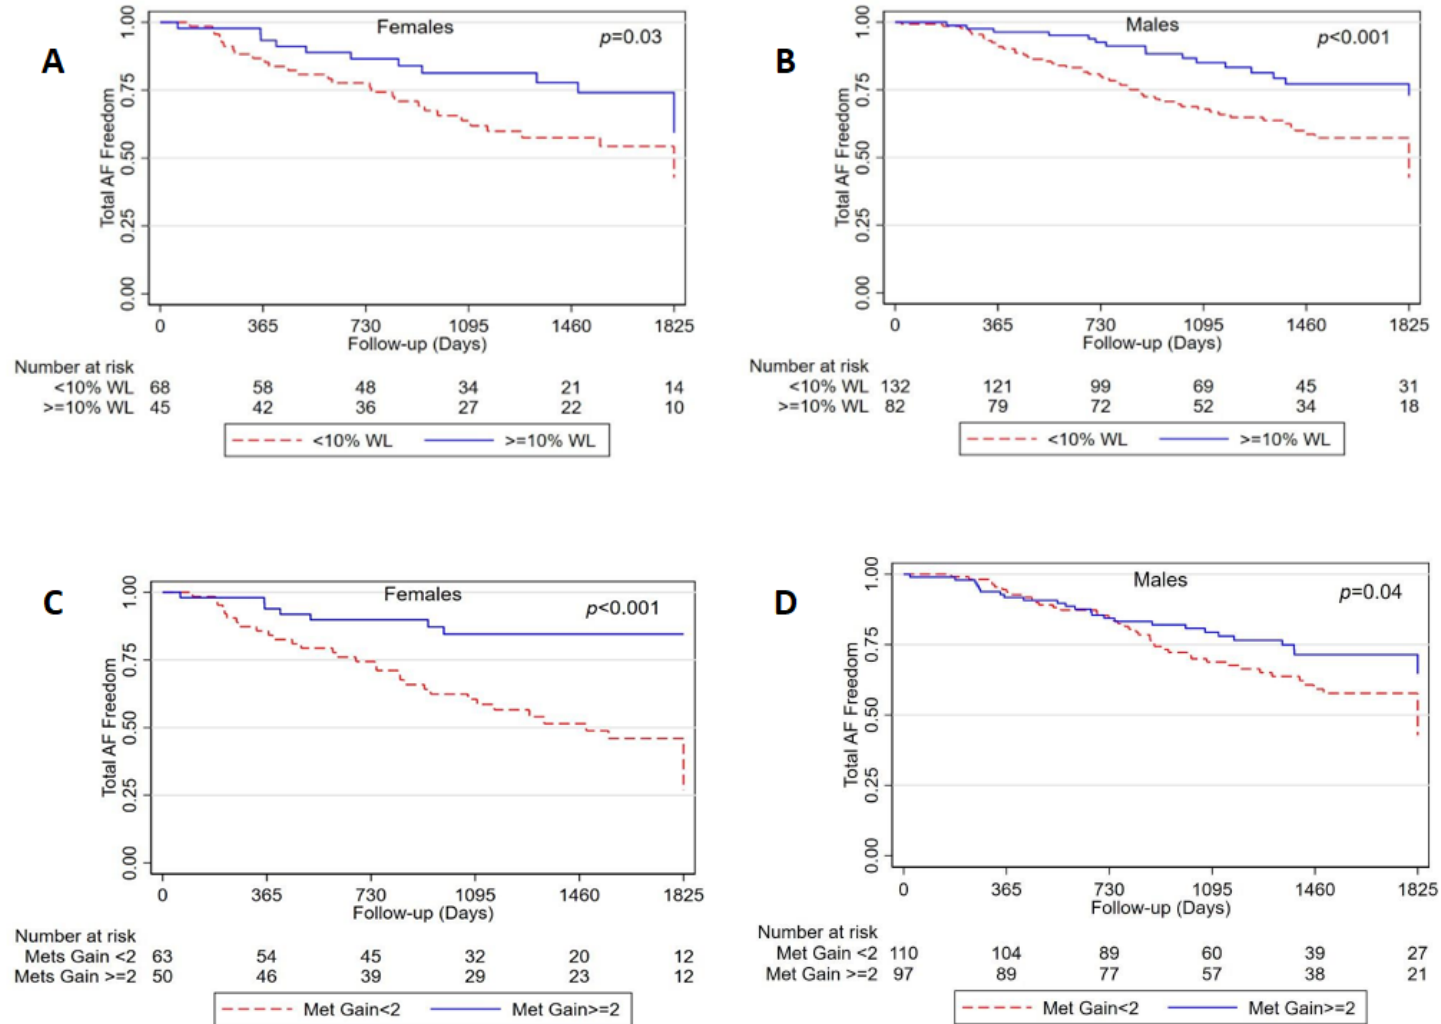 A
Females
p=0.03
Total AF Freedom
1.00
0.75
0.50
0.25
0.00
0 365 730 1095 1460 1825
Follow-up (Days)
Number at risk
<10% WL 68 58 48 34 21 14
>=10% WL 45 42 36 27 22 10
<10% WL >=10% WL
B
Males
p<0.001
Total AF Freedom
1.00
0.75
0.50
0.25
0.00
0 365 730 1095 1460 1825
Follow-up (Days)
Number at risk
<10% WL 132 121 99 69 45 31
>=10% WL 82 79 72 52 34 18
<10% WL >=10% WL
C
Females
p<0.001
Total AF Freedom
1.00
0.75
0.50
0.25
0.00
0 365 730 1095 1460 1825
Follow-up (Days)
Number at risk
Mets Gain <2 63 54 45 32 20 12
Mets Gain >=2 50 46 39 29 23 12
Met Gain<2 Met Gain>=2
D
Males
p=0.04
Total AF Freedom
1.00
0.75
0.50
0.25
0.00
0 365 730 1095 1460 1825
Follow-up (Days)
Number at risk
Met Gain <2 110 104 89 60 39 27
Met Gain >=2 97 89 77 57 38 21
Met Gain<2 Met Gain>=2